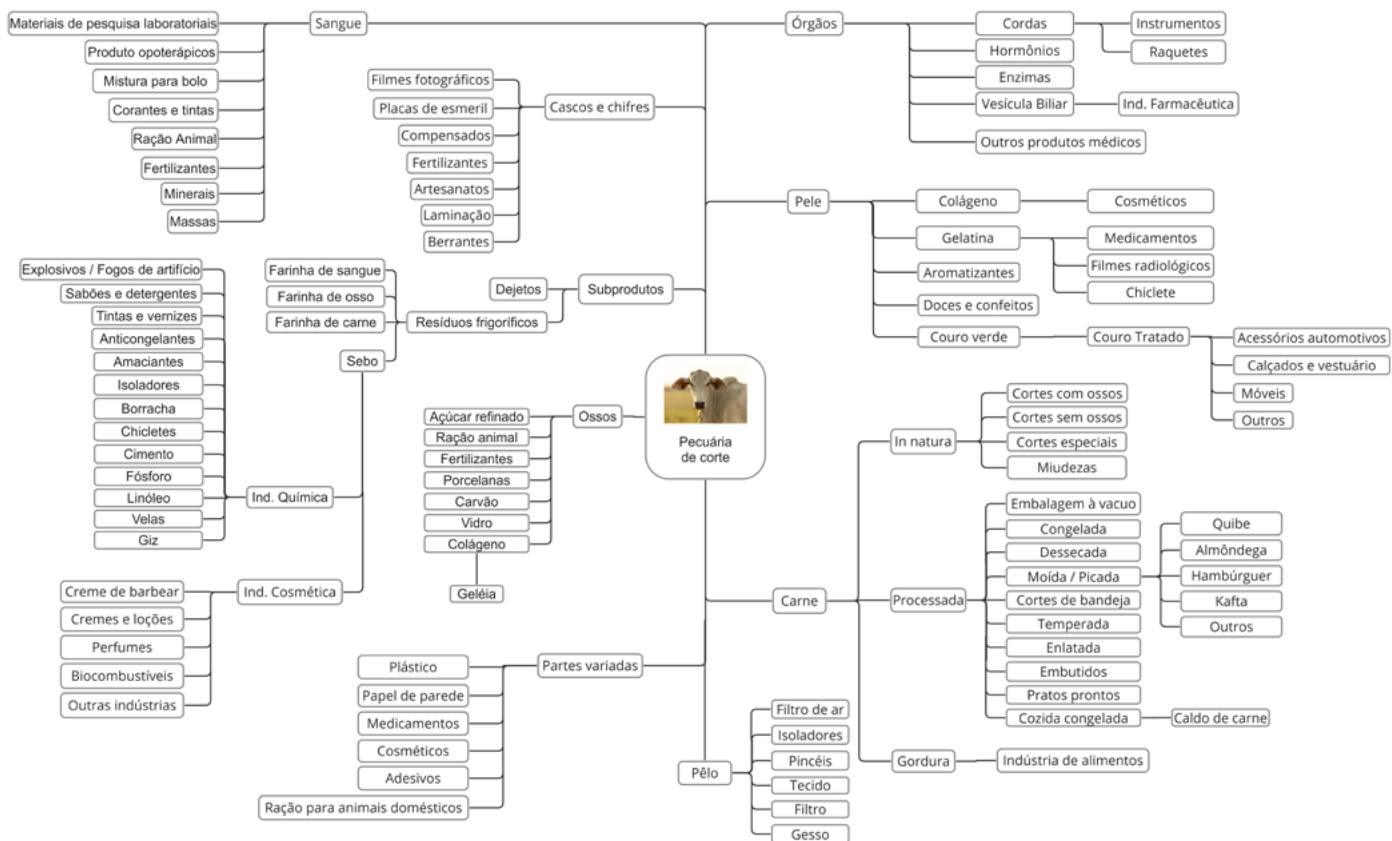 Materiais de pesquisa laboratoriais
Produto opoterápicos
Mistura para bolo
Corantes e tintas
Ração Animal
Fertilizantes
Minerais
Massas
Sangue
Filmes fotográficos
Placas de esmeril
Compensados
Fertilizantes
Artesanatos
Laminação
Berrantes
Cascos e chifres
Explosivos / Fogos de artifício
Sabões e detergentes
Tintas e vernizes
Anticongelantes
Amaciantes
Isoladores
Borracha
Chicletes
Cimento
Fósforo
Linóleo
Velas
Giz
Ind. Química
Creme de barbear
Cremes e loções
Perfumes
Biocombustíveis
Outras indústrias
Ind. Cosmética
Farinha de sangue
Farinha de osso
Farinha de carne
Sebo
Dejetos
Resíduos frigoríficos
Subprodutos
Açúcar refinado
Ração animal
Fertilizantes
Porcelanas
Carvão
Vidro
Colágeno
Geléia
Ossos
Plástico
Papel de parede
Medicamentos
Cosméticos
Adesivos
Ração para animais domésticos
Partes variadas
Pecuária
de corte
Órgãos
Cordas
Instrumentos
Raquetes
Hormônios
Enzimas
Vesícula Biliar
Ind. Farmacêutica
Outros produtos médicos
Pele
Colágeno
Cosméticos
Gelatina
Medicamentos
Filmes radiológicos
Chiclete
Aromatizantes
Doces e confeitos
Couro verde
Couro Tratado
Acessórios automotivos
Calçados e vestuário
Móveis
Outros
Carne
In natura
Cortes com ossos
Cortes sem ossos
Cortes especiais
Miudezas
Processada
Embalagem à vacuo
Congelada
Dessecada
Moída / Picada
Quibe
Almôndega
Hambúrguer
Kafta
Outros
Cortes de bandeja
Temperada
Enlatada
Embutidos
Pratos prontos
Cozida congelada
Caldo de carne
Gordura
Indústria de alimentos
Pêlo
Filtro de ar
Isoladores
Pincéis
Tecido
Filtro
Gesso